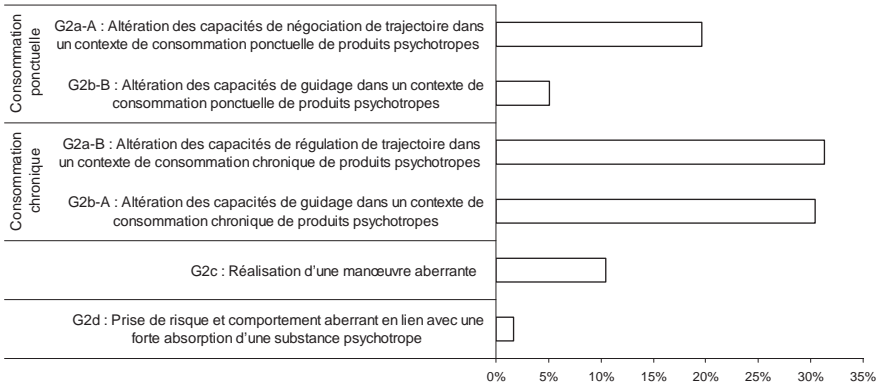 Consommation
ponctuelle
G2a-A : Altération des capacités de négociation de trajectoire dans
un contexte de consommation ponctuelle de produits psychotropes
G2b-B : Altération des capacités de guidage dans un contexte de
consommation ponctuelle de produits psychotropes
Consommation
chronique
G2a-B : Altération des capacités de régulation de trajectoire dans
un contexte de consommation chronique de produits psychotropes
G2b-A : Altération des capacités de guidage dans un contexte de
consommation chronique de produits psychotropes
G2c : Réalisation d'une manœuvre aberrante
G2d : Prise de risque et comportement aberrant en lien avec une
forte absorption d'une substance psychotrope
0% 5% 10% 15% 20% 25% 30% 35%